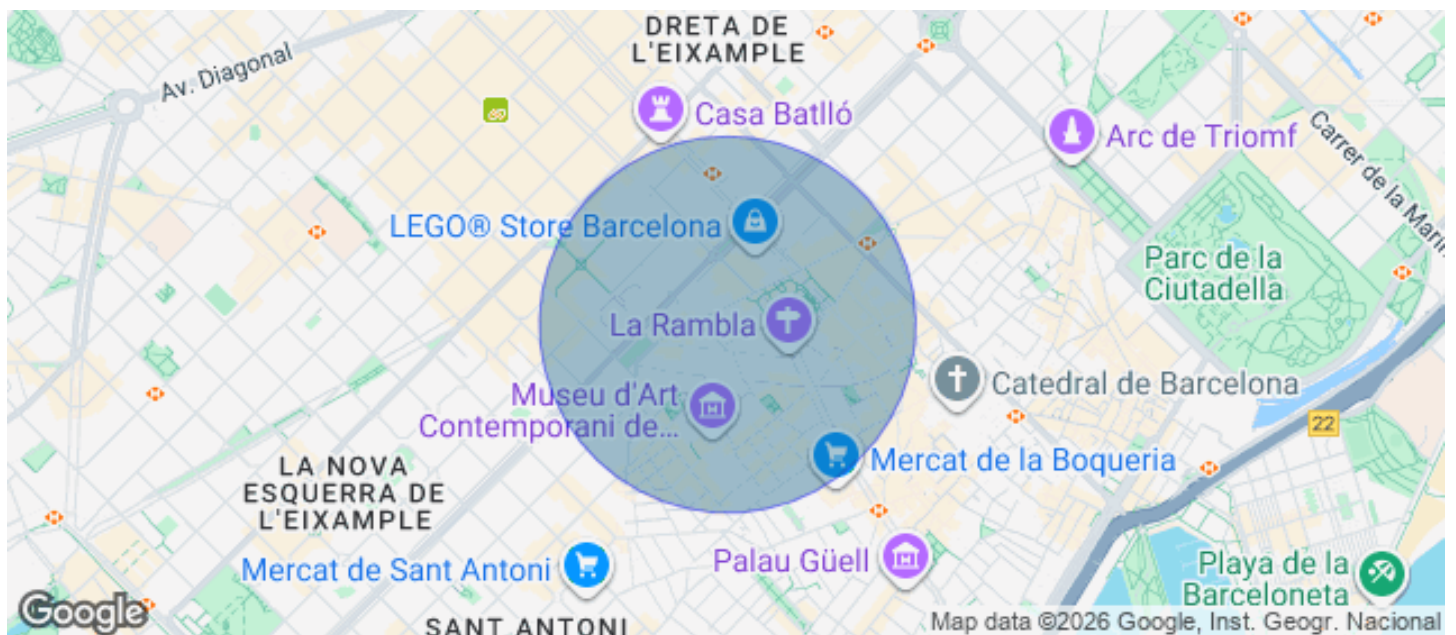 DRETA DE
L'EIXAMPLE
Av. Diagonal
Casa Batlló
Arc de Triomf
Carrer de la Marin
LEGO® Store Barcelona
Parc de la
Ciutadella
La Rambla
Catedral de Barcelona
Museu d'Art
Contemporani de...
22
Mercat de la Boqueria
LA NOVA
ESQUERRA DE
L'EIXAMPLE
Mercat de Sant Antoni
Palau Güell
Playa de la
Barceloneta
Google
SANT ANTONI
Map data ©2026 Google, Inst. Geogr. Nacional